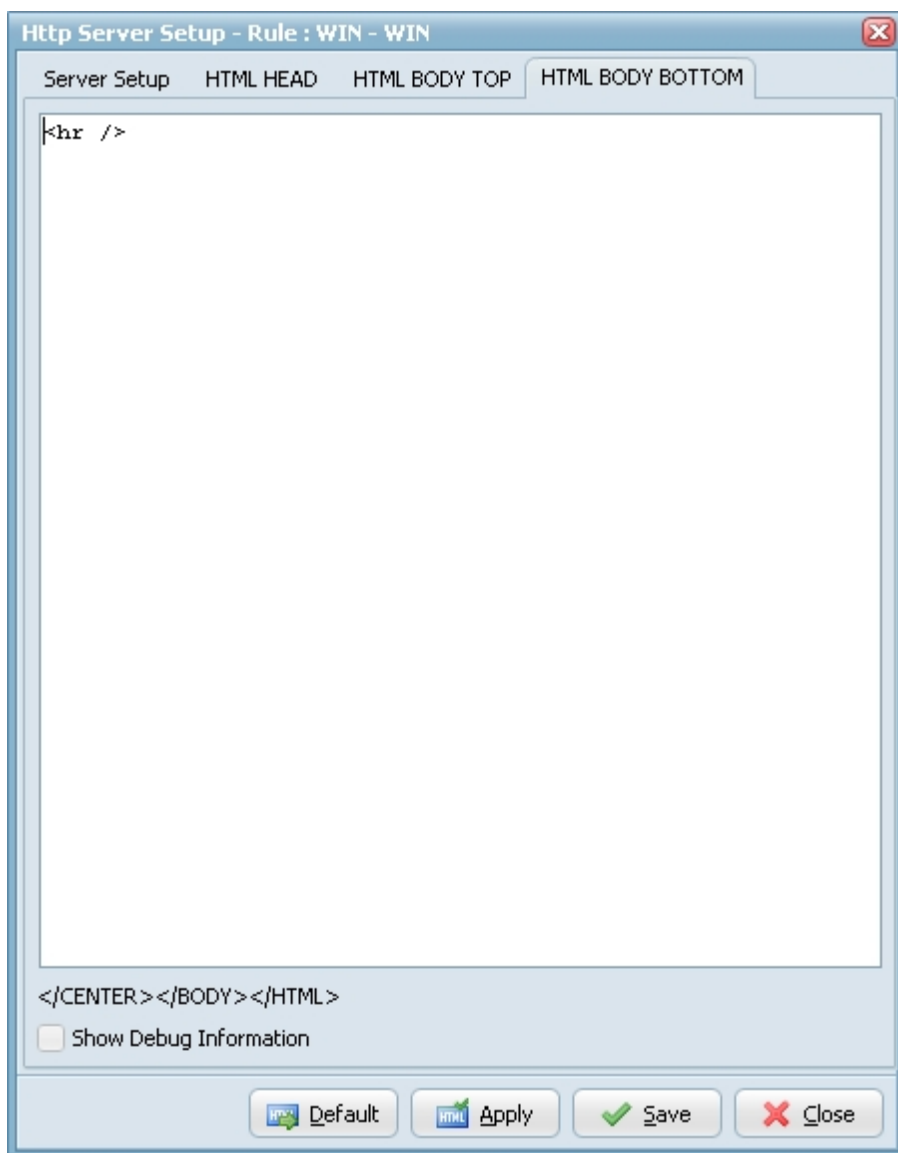 Http Server Setup - Rule : WIN - WIN
Server Setup HTML HEAD HTML BODY TOP HTML BODY BOTTOM
<hr />
</CENTER></BODY></HTML>
Show Debug Information
Default Apply Save Close